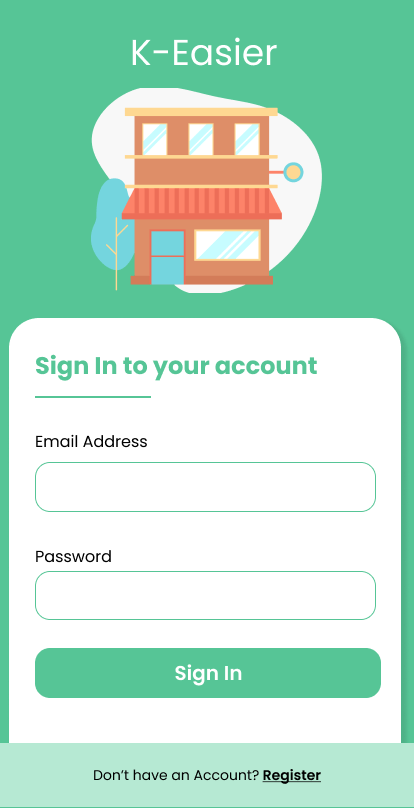 K-Easier
Sign In to your account
Email Address
Password
Sign In
Don’t have an Account? Register